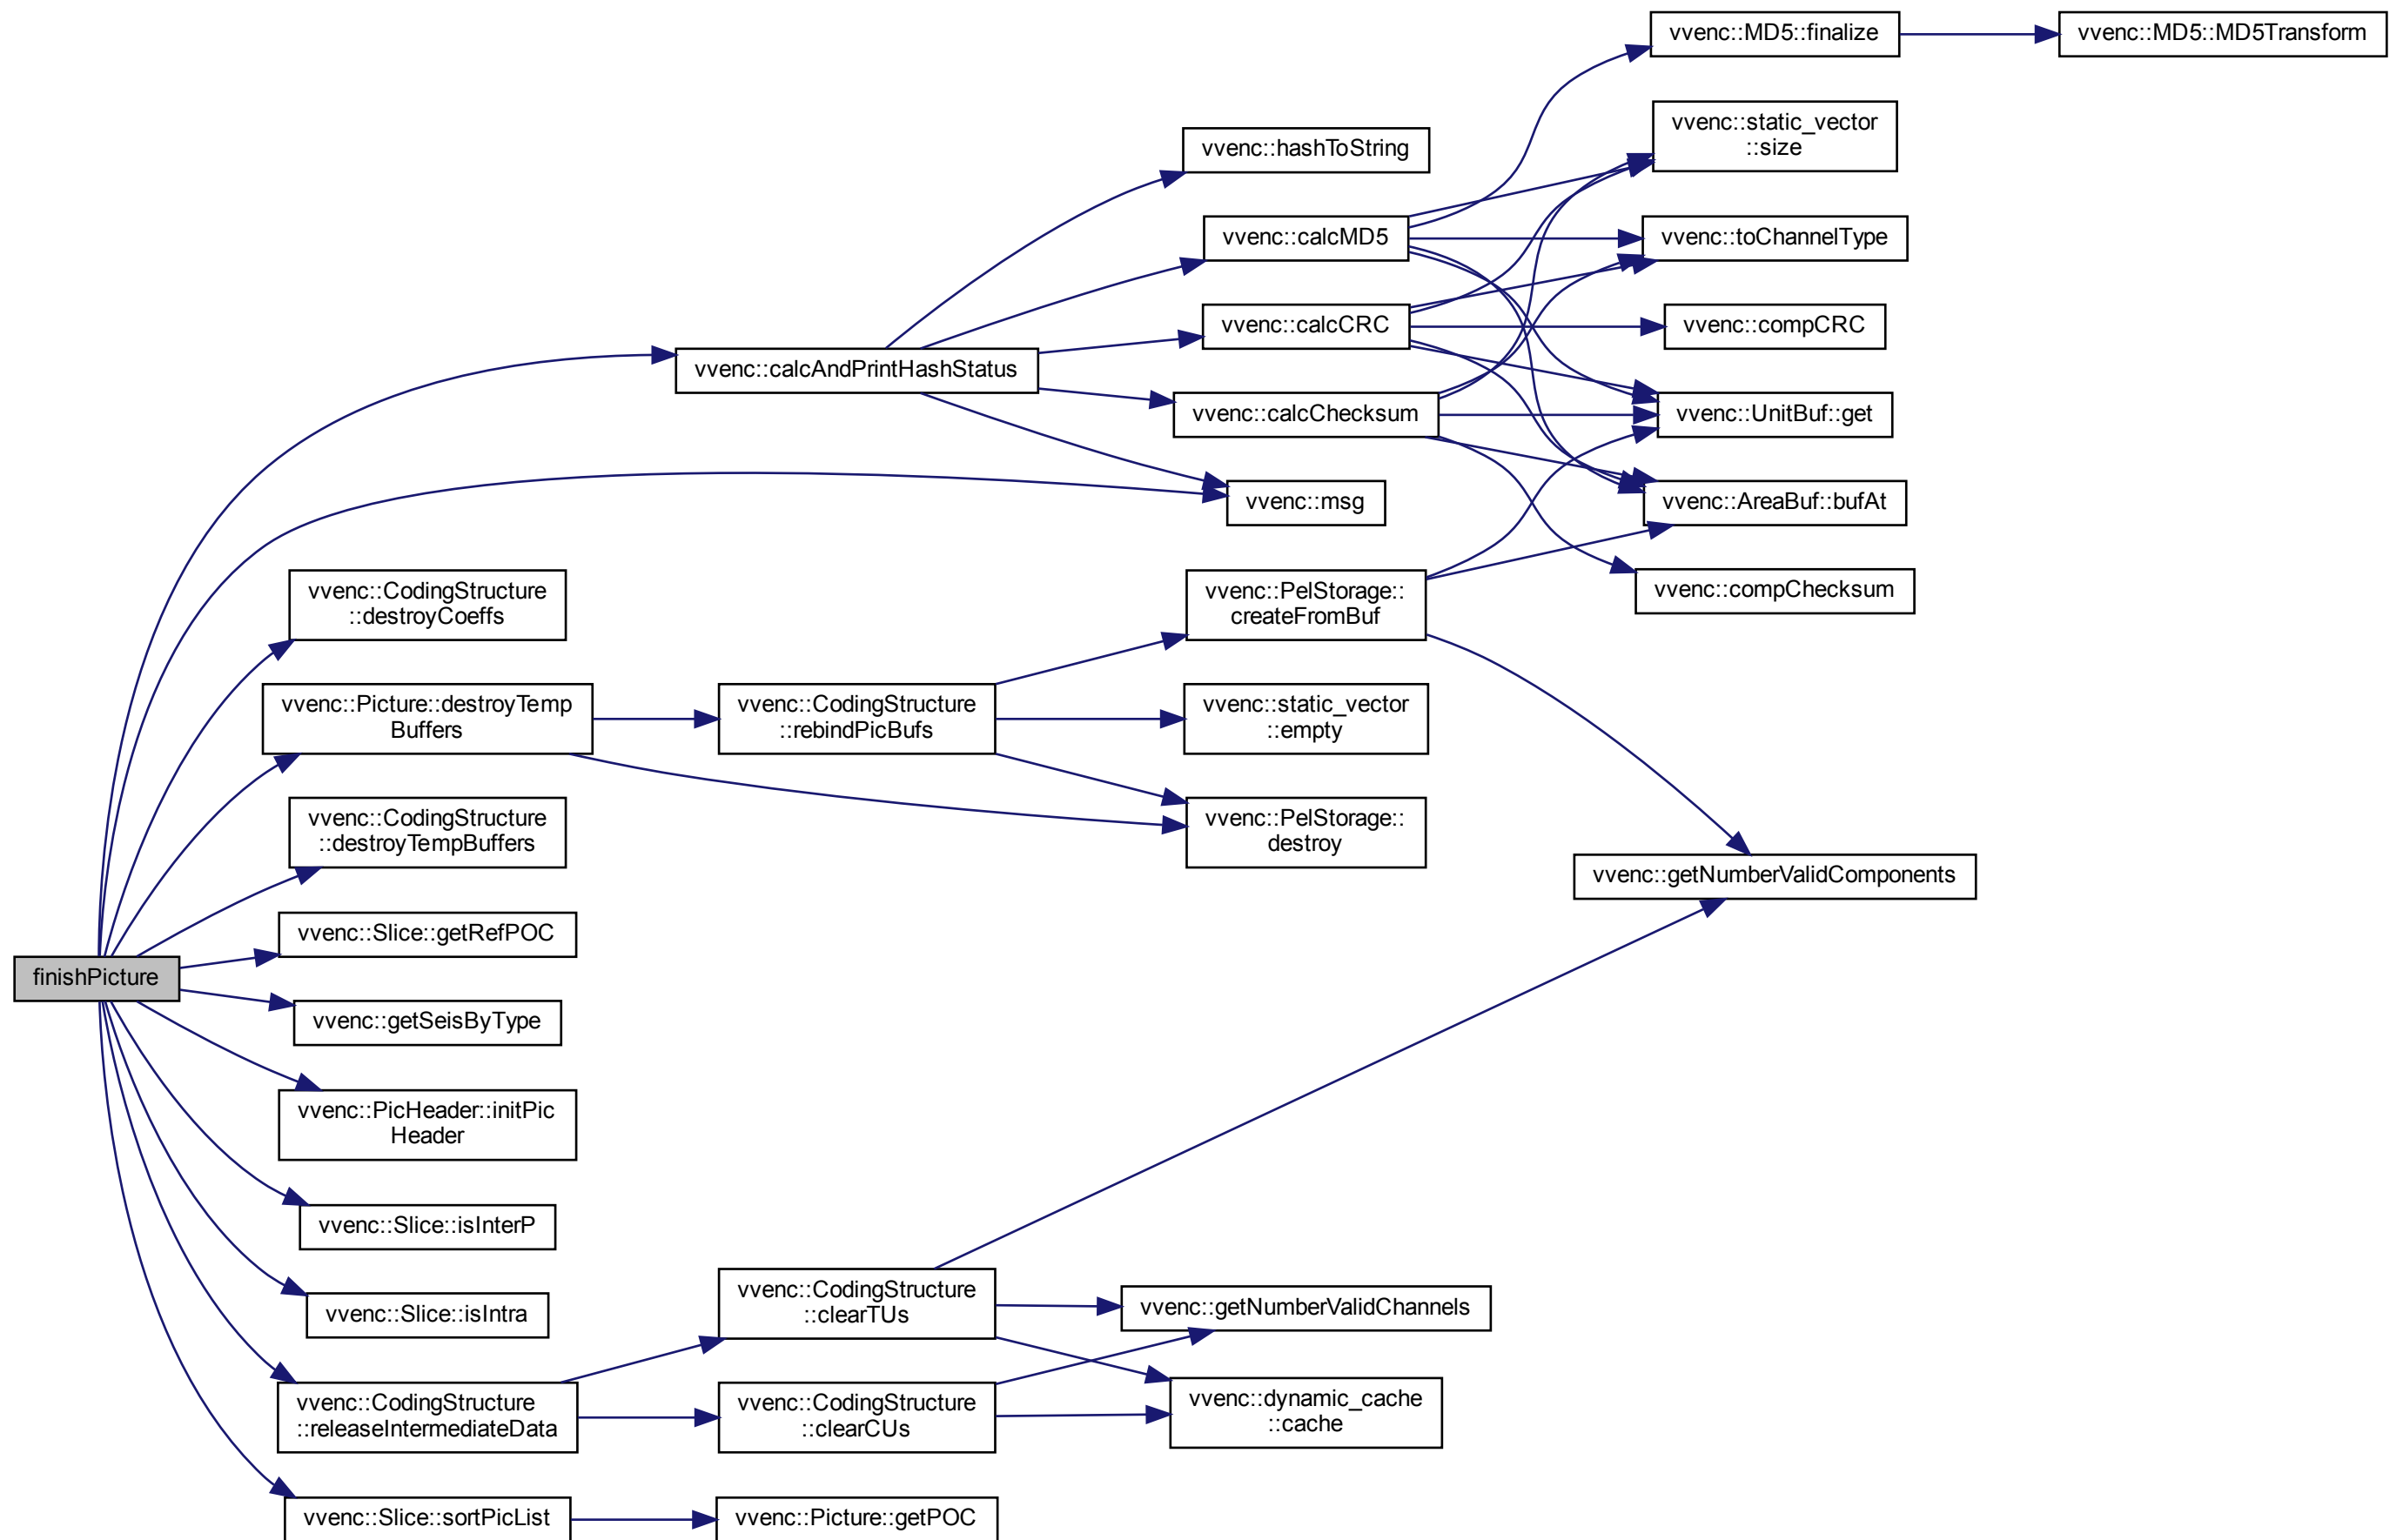 vvenc::MD5::finalize
vvenc::MD5::MD5Transform
vvenc::static_vector
::size
vvenc::hashToString
vvenc::calcMD5
vvenc::toChannelType
vvenc::calcCRC
vvenc::compCRC
vvenc::calcAndPrintHashStatus
vvenc::calcChecksum
vvenc::UnitBuf::get
vvenc::msg
vvenc::AreaBuf::bufAt
vvenc::CodingStructure
::destroyCoeffs
vvenc::PelStorage::
createFromBuf
vvenc::compChecksum
vvenc::Picture::destroyTemp
Buffers
vvenc::CodingStructure
::rebindPicBufs
vvenc::static_vector
::empty
vvenc::CodingStructure
::destroyTempBuffers
vvenc::PelStorage::
destroy
vvenc::getNumberValidComponents
vvenc::Slice::getRefPOC
finishPicture
vvenc::getSeisByType
vvenc::PicHeader::initPic
Header
vvenc::Slice::isInterP
vvenc::CodingStructure
::clearTUs
vvenc::getNumberValidChannels
vvenc::Slice::isIntra
vvenc::CodingStructure
::releaseIntermediateData
vvenc::CodingStructure
::clearCUs
vvenc::dynamic_cache
::cache
vvenc::Slice::sortPicList
vvenc::Picture::getPOC